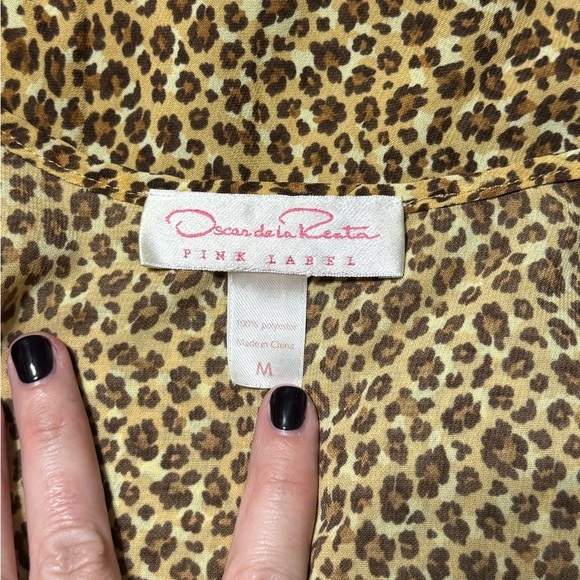 Oscar de la Renta
PINK LABEL
100% polyester
Made in China
M